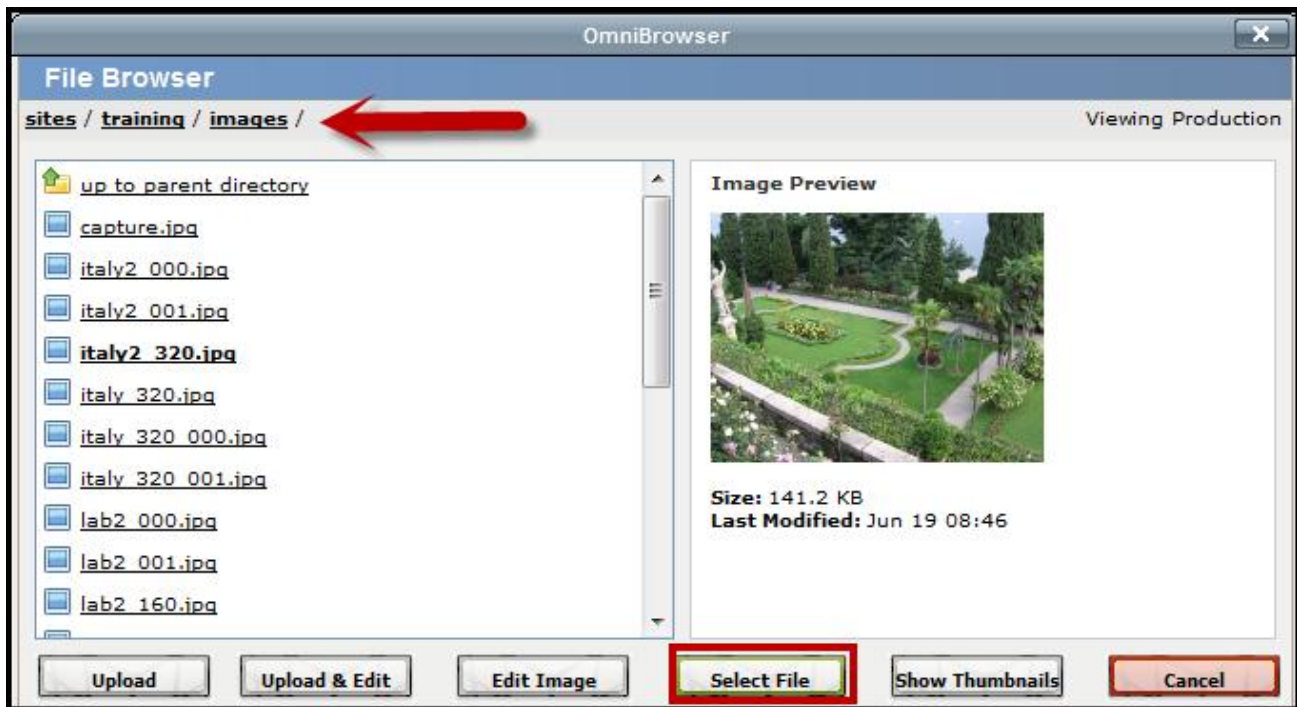 OmniBrowser
File Browser
sites / training / images /
Viewing Production
up to parent directory
capture.jpg
italy2_000.jpg
italy2_001.jpg
italy2_320.jpg
italy_320.jpg
italy_320_000.jpg
italy_320_001.jpg
lab2_000.jpg
lab2_001.jpg
lab2_160.jpg
Image Preview
Size: 141.2 KB
Last Modified: Jun 19 08:46
Upload
Upload & Edit
Edit Image
Select File
Show Thumbnails
Cancel